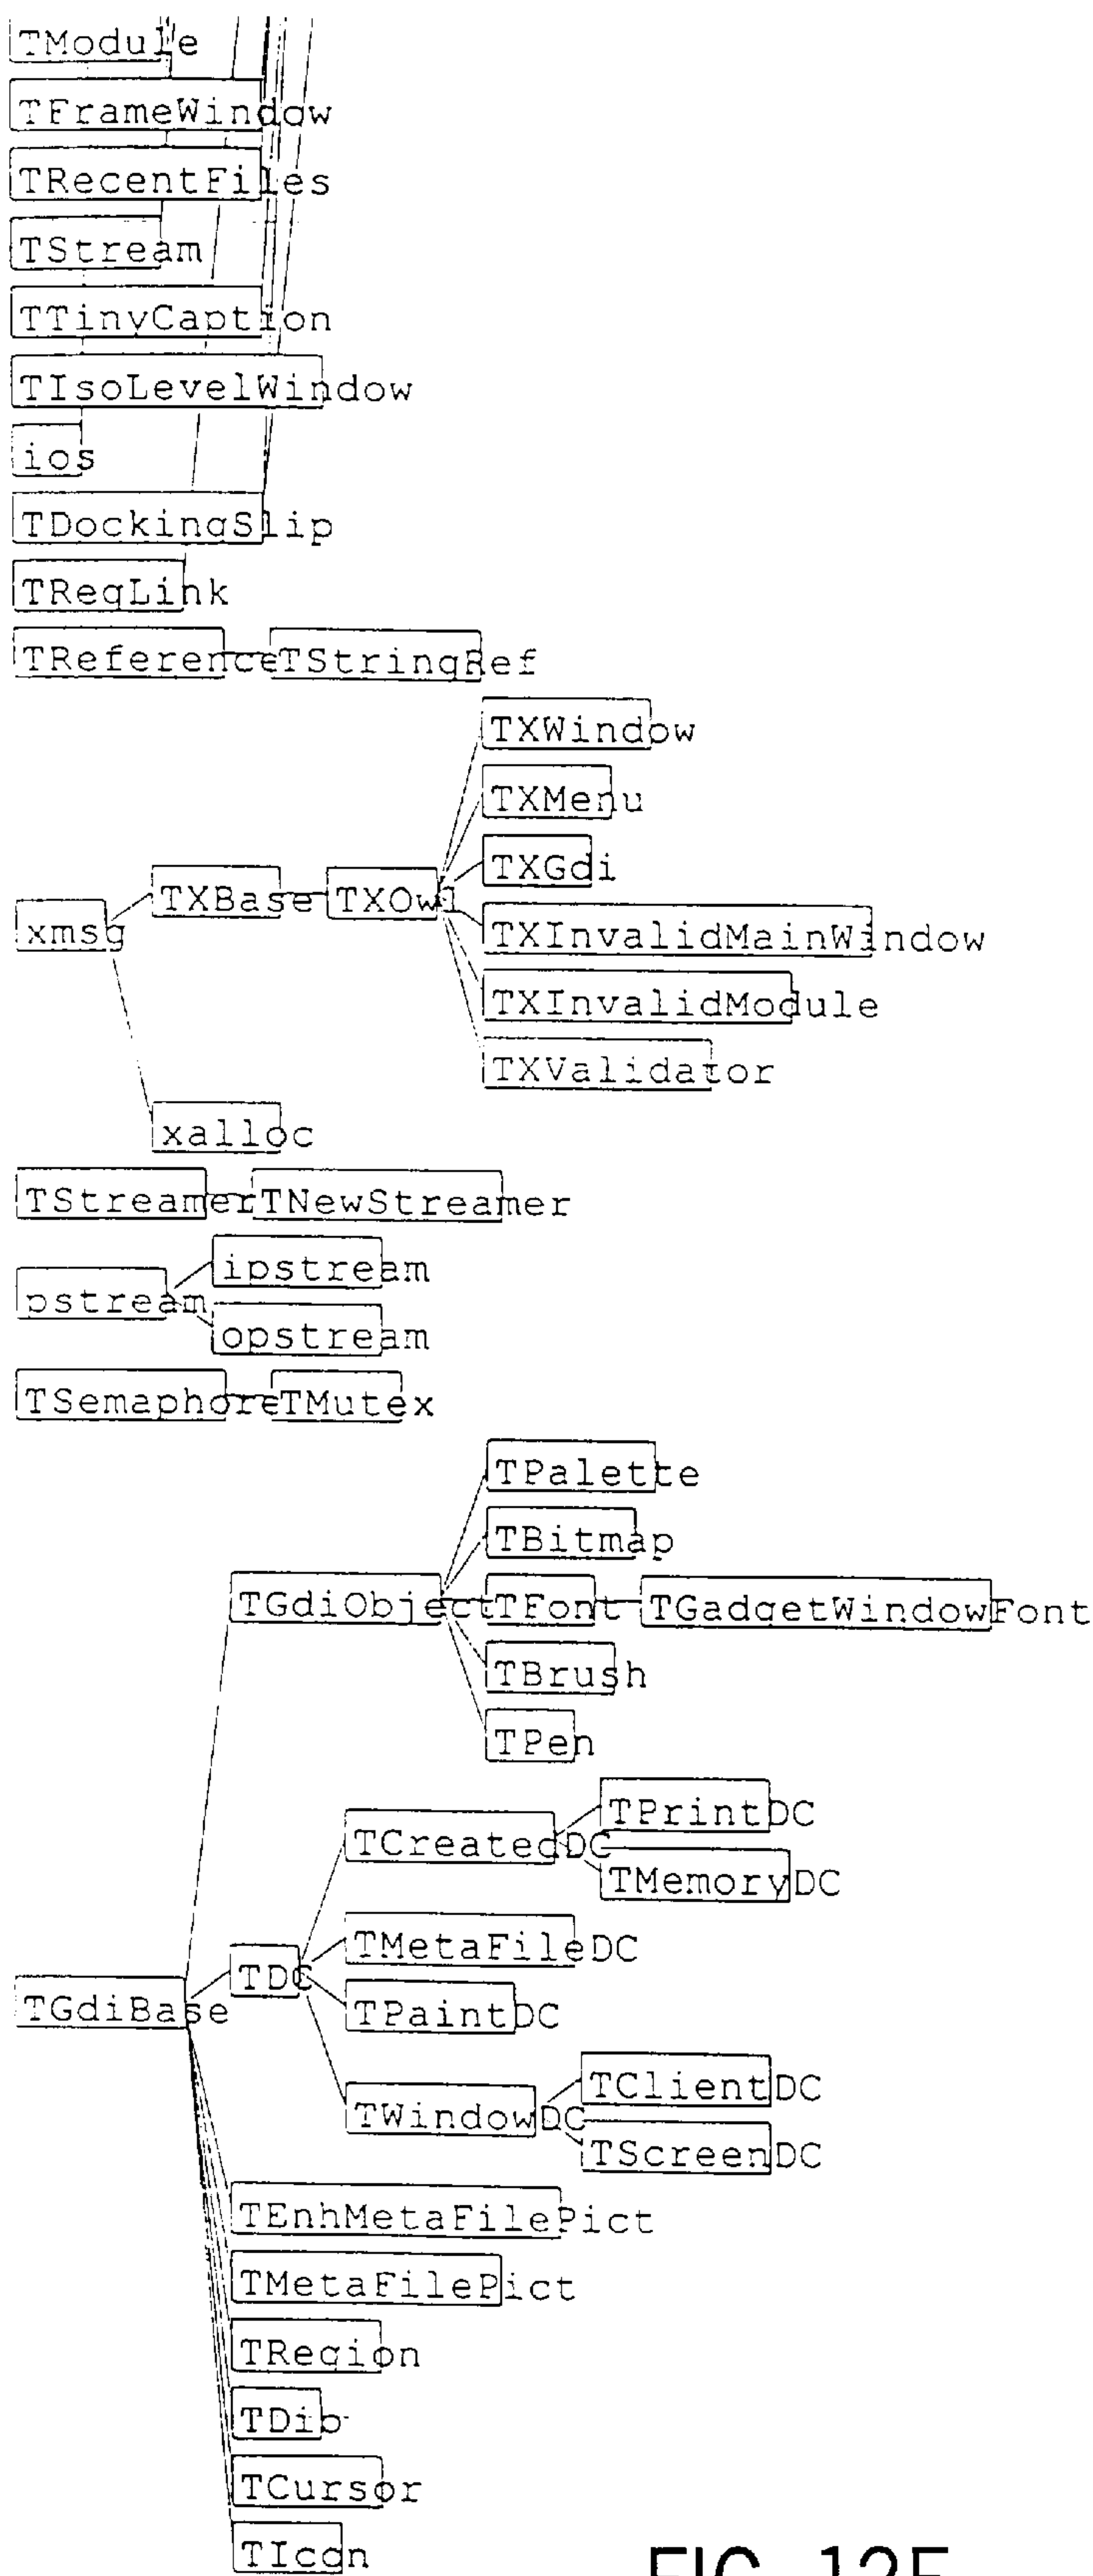 TModule
TFrameWindow
TRecentFiles
TStream
TTinyCaption
TIsoLevelWindow
ios
TDockingSlip
TRegLink
TReference TStringRef
TXWindow
TXMenu
TXGdi
TXBase TXOwl
xmsg
TXInvalidMainWindow
TXInvalidModule
TXValidator
xalloc
TStreamer TNewStreamer
ipstream
pstream
opstream
TSemaphore TMutex
TPalette
TBitmap
TGdiObject TFont TGadgetWindowFont
TBrush
TPen
TPrintDC
TCreatedDC
TMemoryDC
TMetaFileDC
TDC
TGdiBase
TPaintDC
TClientDC
TWindowDC
TScreenDC
TEnhMetaFilePict
TMetaFilePict
TRegion
TDib
TCursor
TIcon